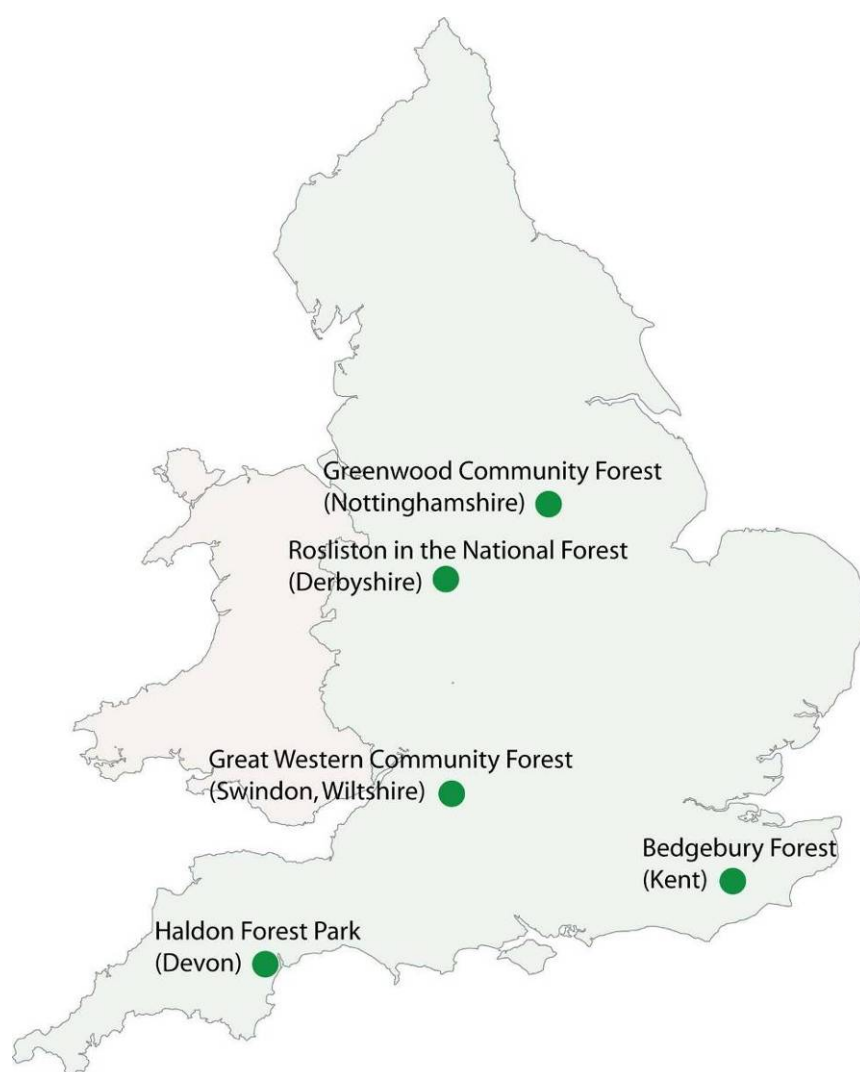 Greenwood Community Forest
(Nottinghamshire)
Rosliston in the National Forest
(Derbyshire)
Great Western Community Forest
(Swindon, Wiltshire)
Bedgebury Forest
(Kent)
Haldon Forest Park
(Devon)